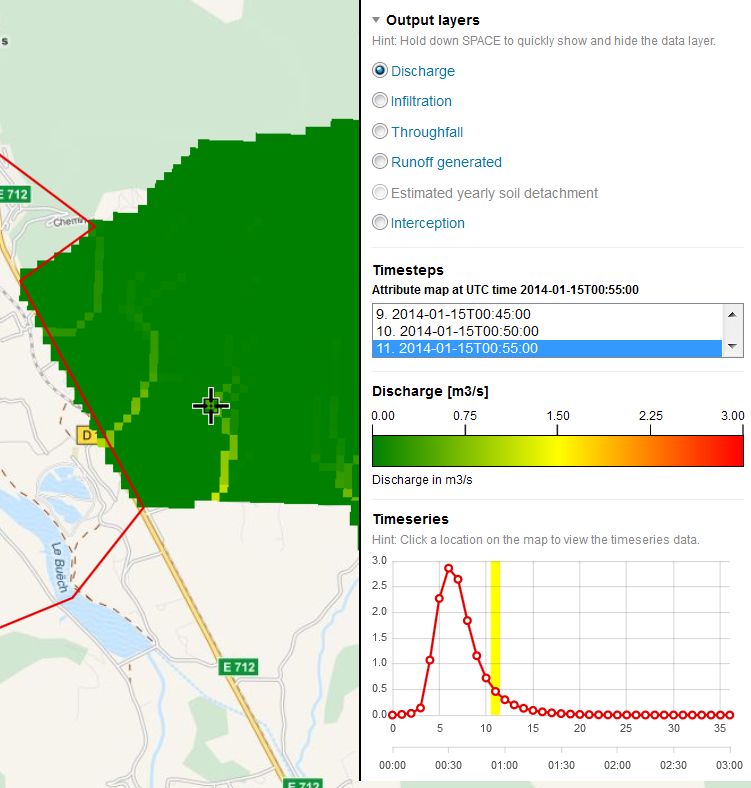 s
E 712
Chemin
D 1
Le Buëch
E 712
E 712
Output layers
Hint: Hold down SPACE to quickly show and hide the data layer.
Discharge
Infiltration
Throughfall
Runoff generated
Estimated yearly soil detachment
Interception
Timesteps
Attribute map at UTC time 2014-01-15T00:55:00
9. 2014-01-15T00:45:00
10. 2014-01-15T00:50:00
11. 2014-01-15T00:55:00
Discharge [m3/s]
0.00 0.75 1.50 2.25 3.00
Discharge in m3/s
Timeseries
Hint: Click a location on the map to view the timeseries data.
3.0
2.5
2.0
1.5
1.0
0.5
0.0
0 5 10 15 20 25 30 35
00:00 00:30 01:00 01:30 02:00 02:30 03:00